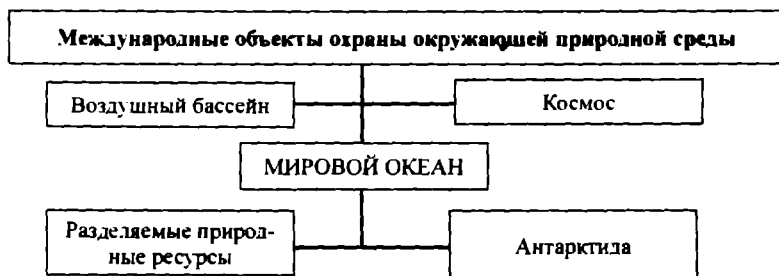 Международные объекты охраны окружающей природной среды
Воздушный бассейн
Космос
МИРОВОЙ ОКЕАН
Разделяемые природ-
ные ресурсы
Антарктида